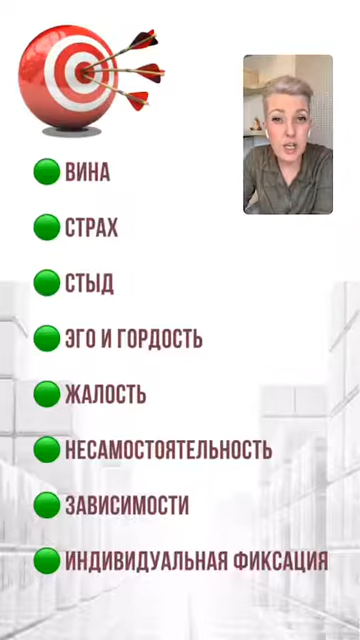 ВИНА
СТРАХ
СТЫД
ЭГО И ГОРДОСТЬ
ЖАЛОСТЬ
НЕСАМОСТОЯТЕЛЬНОСТЬ
ЗАВИСИМОСТИ
ИНДИВИДУАЛЬНАЯ ФИКСАЦИЯ